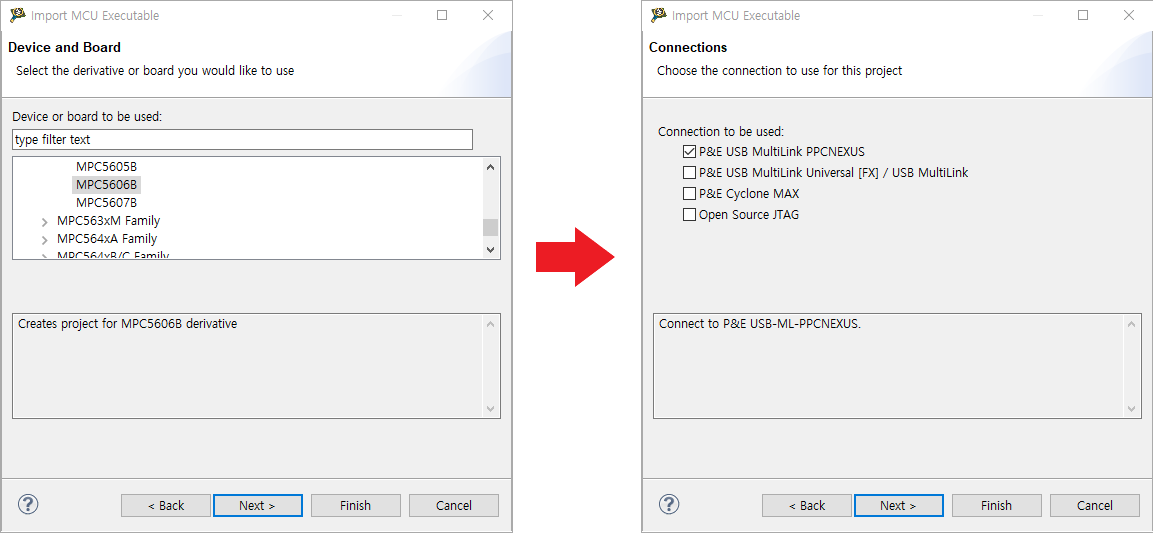 Import MCU Executable
Device and Board
Select the derivative or board you would like to use
Device or board to be used:
type filter text
MPC5605B
MPC5606B
MPC5607B
MPC563xM Family
MPC564xA Family
MPC564xB/C Family
Creates project for MPC5606B derivative
?
< Back
Next >
Finish
Cancel
Import MCU Executable
Connections
Choose the connection to use for this project
Connection to be used:
P&E USB MultiLink PPCNEXUS
P&E USB MultiLink Universal [FX] / USB MultiLink
P&E Cyclone MAX
Open Source JTAG
Connect to P&E USB-ML-PPCNEXUS.
?
< Back
Next >
Finish
Cancel